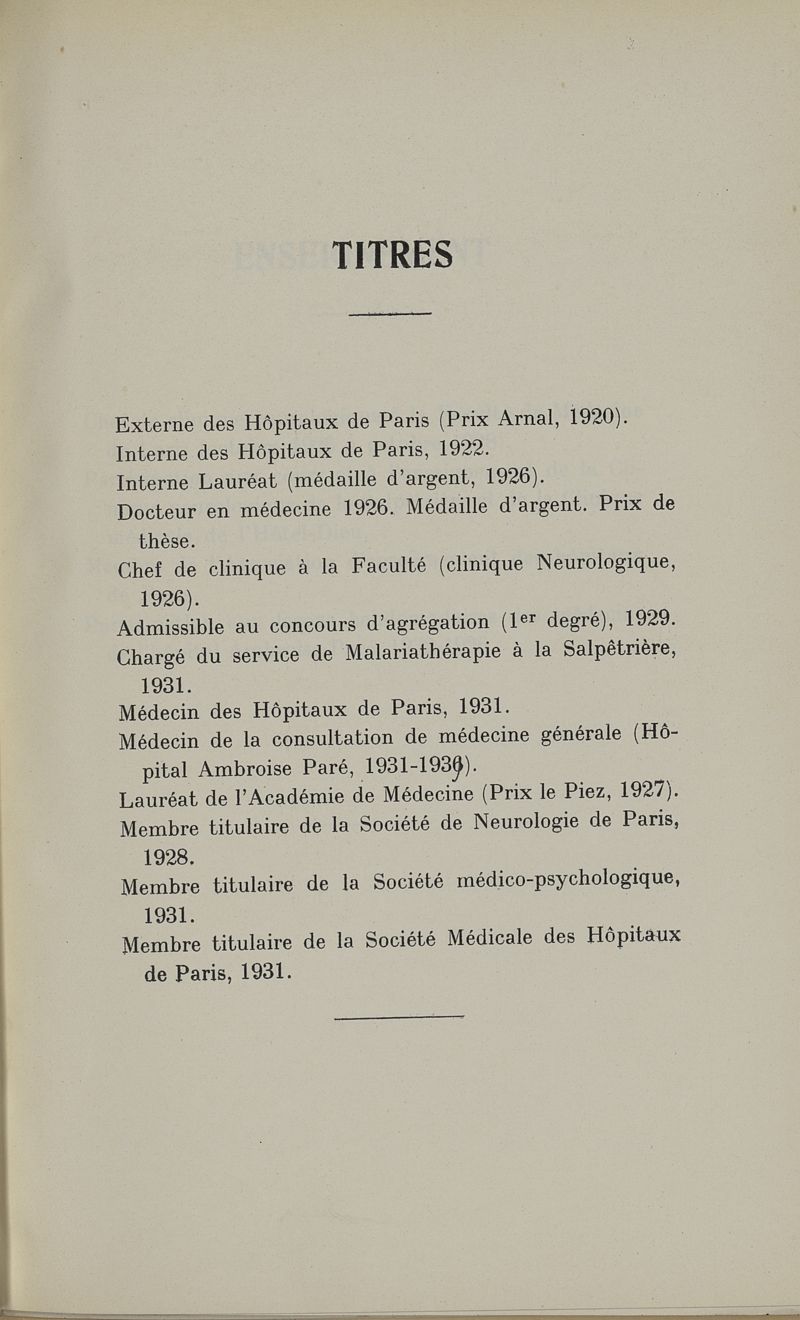 TITRES
Externe des Hôpitaux de Paris (Prix Arnal, 1920).
Interne des Hôpitaux de Paris, 1922.
Interne Lauréat (médaille d'argent, 1926).
Docteur en médecine 1926. Médaille d'argent. Prix de
thèse.
Chef de clinique à la Faculté (clinique Neurologique,
1926).
Admissible au concours d'agrégation (1er degré), 1929.
Chargé du service de Malariathérapie à la Salpêtrière,
1931.
Médecin des Hôpitaux de Paris, 1931.
Médecin de la consultation de médecine générale (Hô-
pital Ambroise Paré, 1931-1939).
Lauréat de l'Académie de Médecine (Prix le Piez, 1927).
Membre titulaire de la Société de Neurologie de Paris,
1928.
Membre titulaire de la Société médico-psychologique,
1931.
Membre titulaire de la Société Médicale des Hôpitaux
de Paris, 1931.